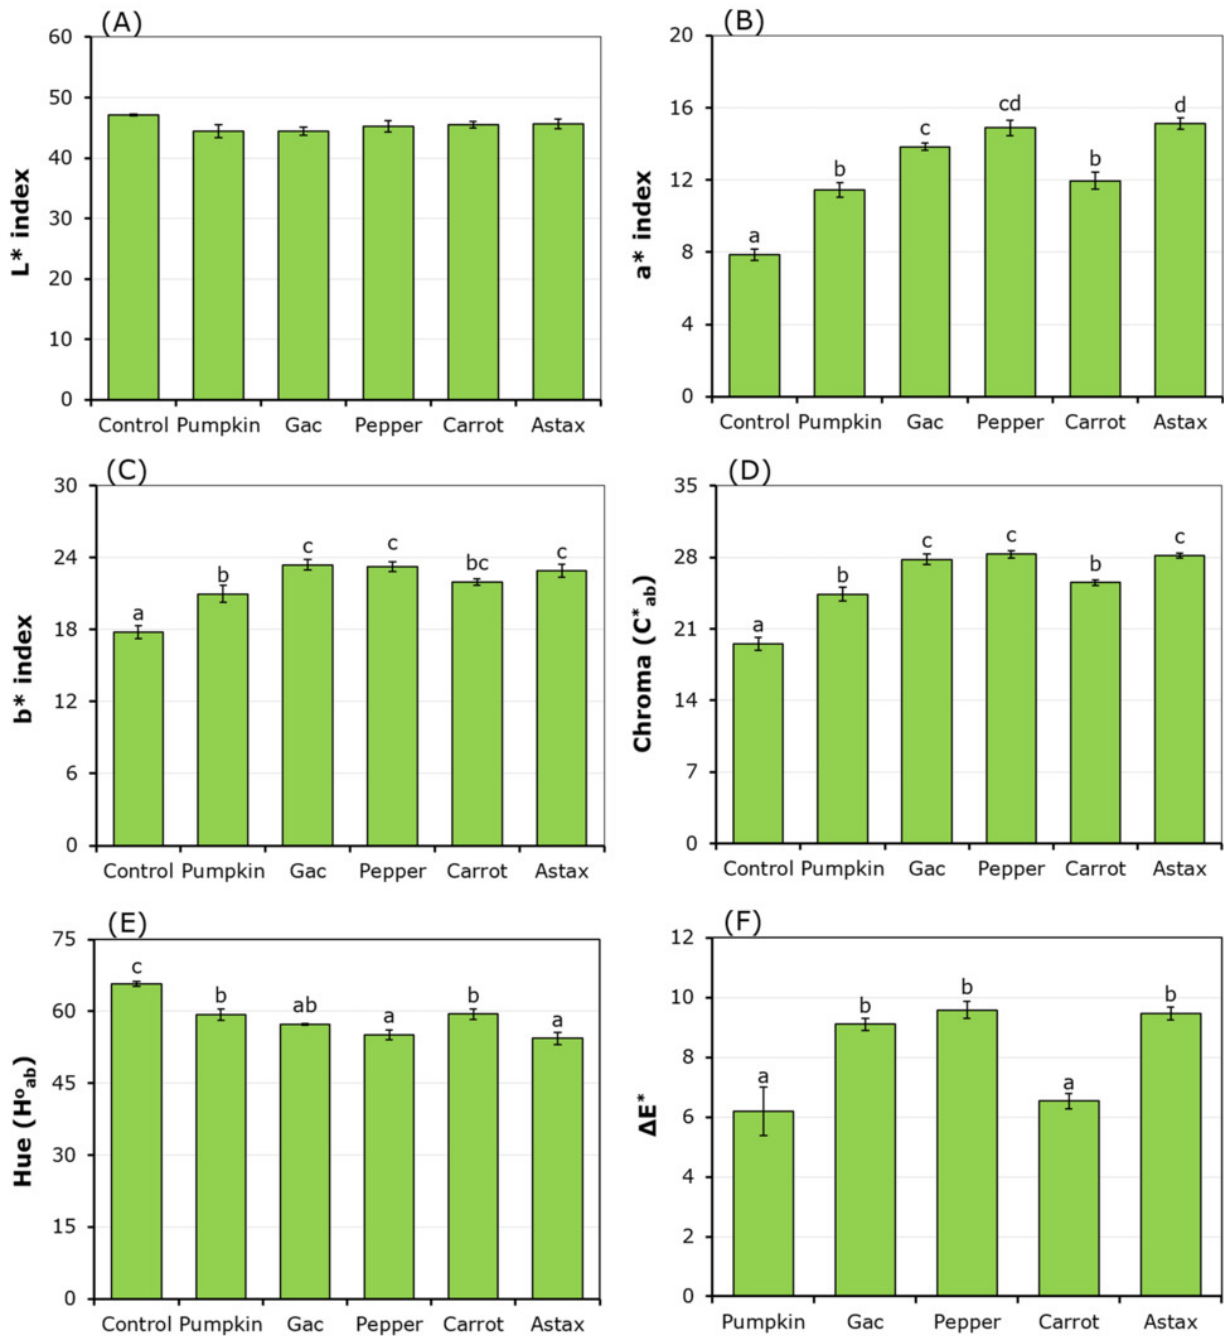 (A)
L* index
60
50
40
30
20
10
0
Control Pumpkin Gac Pepper Carrot Astax
(B)
a* index
20
16
12
8
4
0
a b c cd b d
Control Pumpkin Gac Pepper Carrot Astax
(C)
b* index
30
24
18
12
6
0
a b c c bc c
Control Pumpkin Gac Pepper Carrot Astax
(D)
Chroma (C*ab)
35
28
21
14
7
0
a b c c b c
Control Pumpkin Gac Pepper Carrot Astax
(E)
Hue (Hºab)
75
60
45
30
15
0
c b ab a b a
Control Pumpkin Gac Pepper Carrot Astax
(F)
ΔE*
12
10
8
6
4
2
0
a b b a b
Pumpkin Gac Pepper Carrot Astax